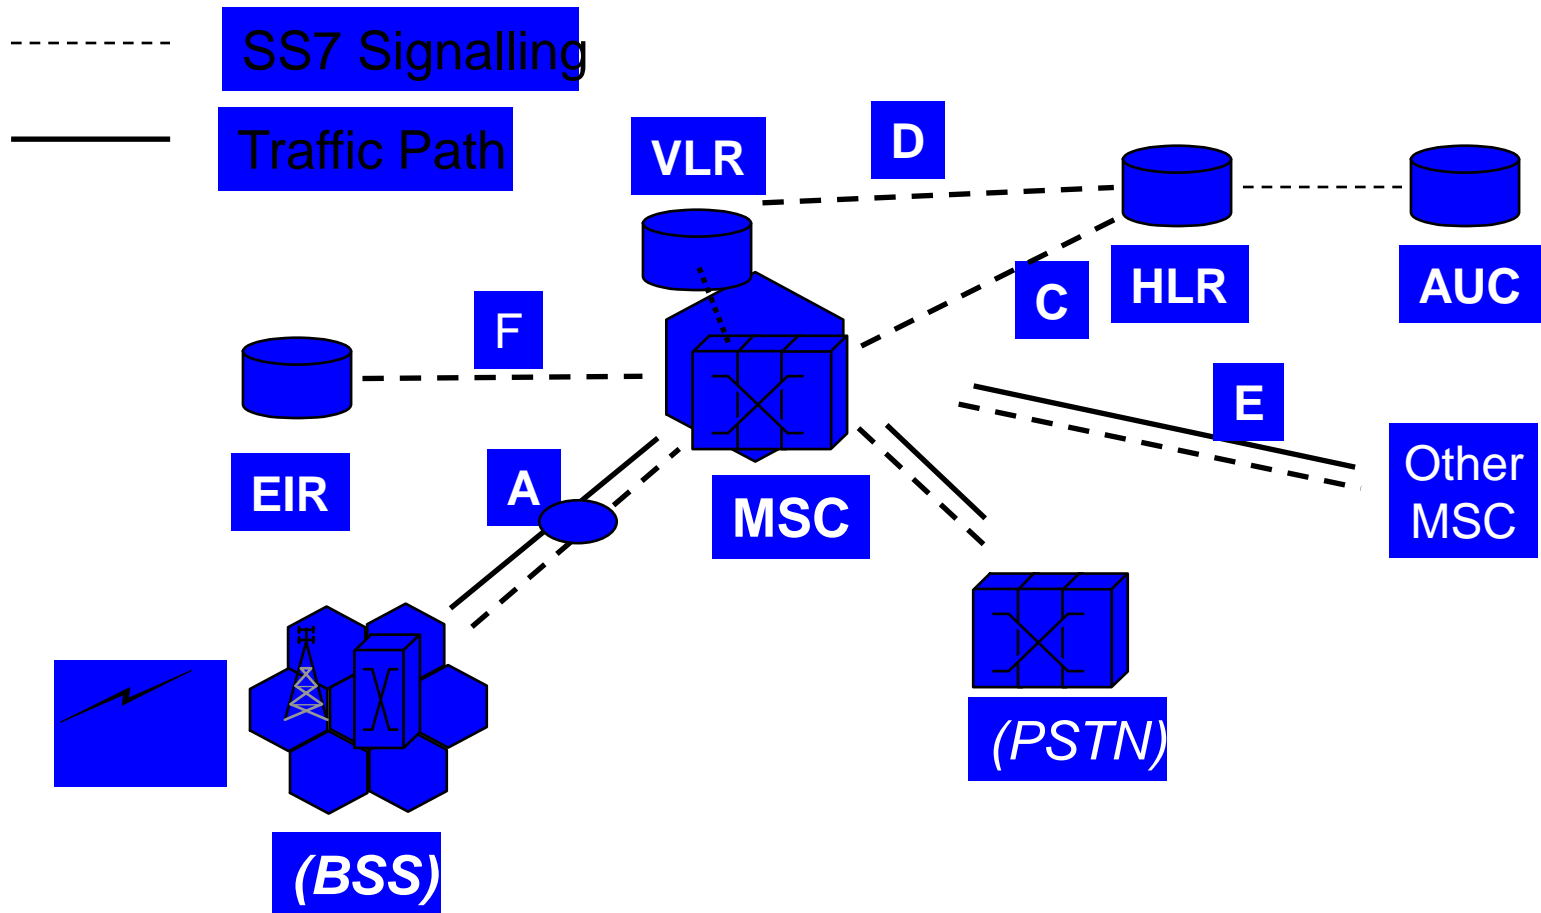 SS7 Signalling
Traffic Path
VLR
D
HLR
AUC
C
F
EIR
E
Other
MSC
A
MSC
(PSTN)
(BSS)